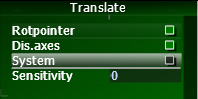 Translate
Rotpointer
Dis.axes
System
Sensitivity 0